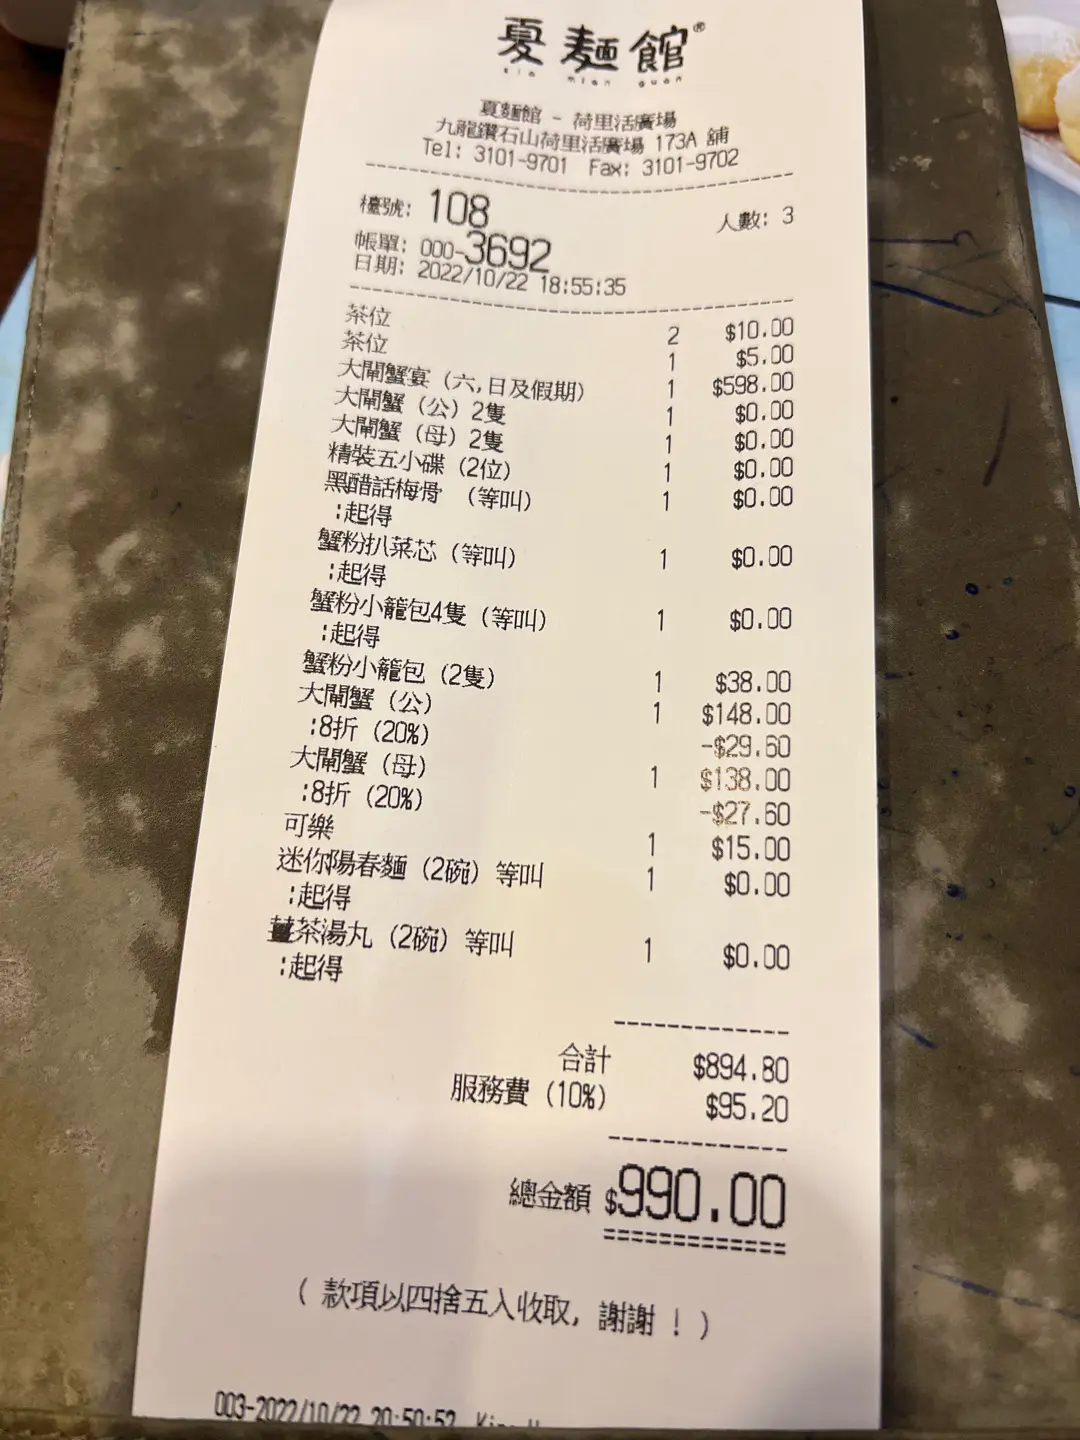 夏麵館®
xia mian guan
夏麵館 - 荷里活廣場
九龍鑽石山荷里活廣場 173A 舖
Tel: 3101-9701 Fax: 3101-9702
檯號: 108 人數: 3
帳單: 000-3692
日期: 2022/10/22 18:55:35
茶位 2 $10.00
茶位 1 $5.00
大閘蟹宴 (六,日及假期) 1 $598.00
大閘蟹 (公) 2隻 1 $0.00
大閘蟹 (母) 2隻 1 $0.00
精裝五小碟 (2位) 1 $0.00
黑醋話梅骨 (等叫) 1 $0.00
:起得
蟹粉扒菜芯 (等叫) 1 $0.00
:起得
蟹粉小籠包4隻 (等叫) 1 $0.00
:起得
蟹粉小籠包 (2隻) 1 $38.00
大閘蟹 (公) 1 $148.00
:8折 (20%) -$29.60
大閘蟹 (母) 1 $138.00
:8折 (20%) -$27.60
可樂 1 $15.00
迷你陽春麵 (2碗) 等叫 1 $0.00
:起得
茶湯丸 (2碗) 等叫 1 $0.00
:起得
合計 $894.80
服務費 (10%) $95.20
總金額 $990.00
( 款項以四捨五入收取, 謝謝 ! )
003-2022/10/22 20:50:52